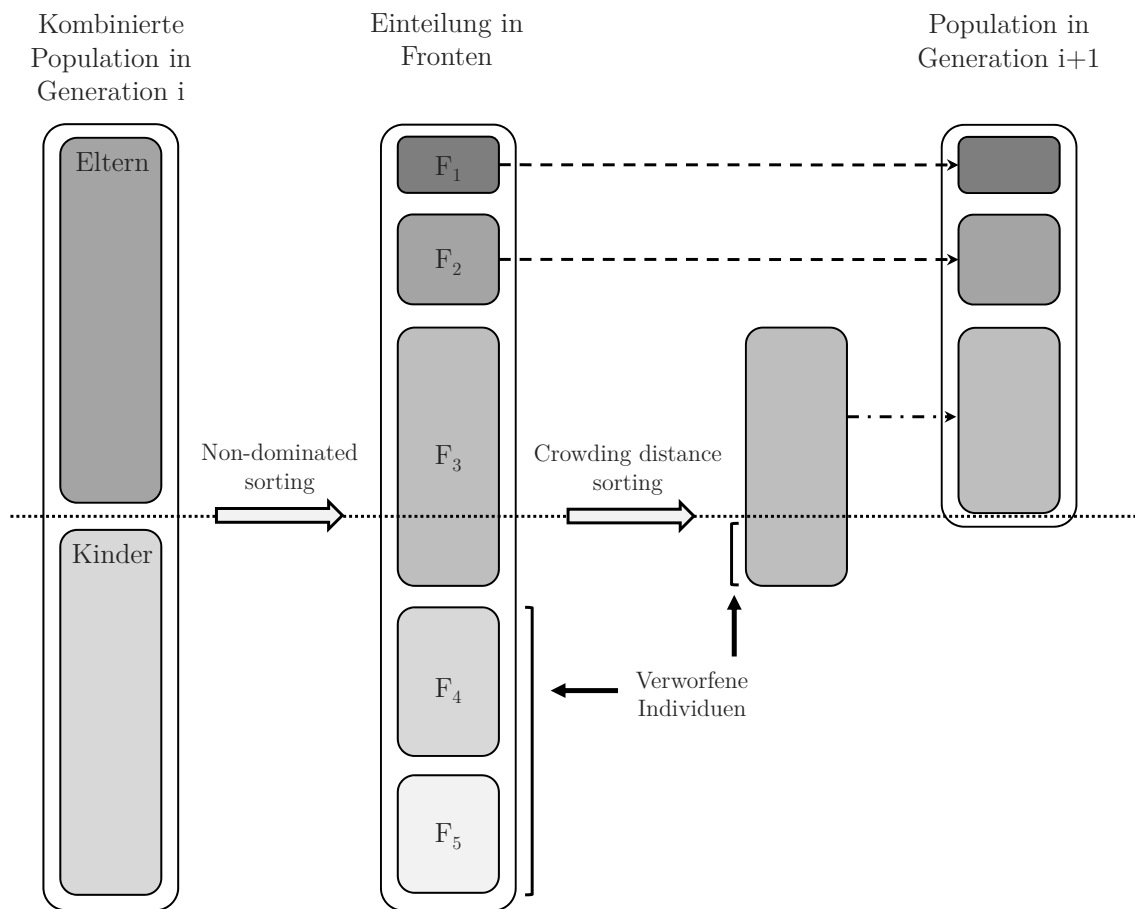 Kombinierte
Population in
Generation i
Einteilung in
Fronten
Population in
Generation i+1
Eltern
F₁
F₂
F₃
Non-dominated
sorting
Crowding distance
sorting
Kinder
F₄
Verworfene
Individuen
F₅